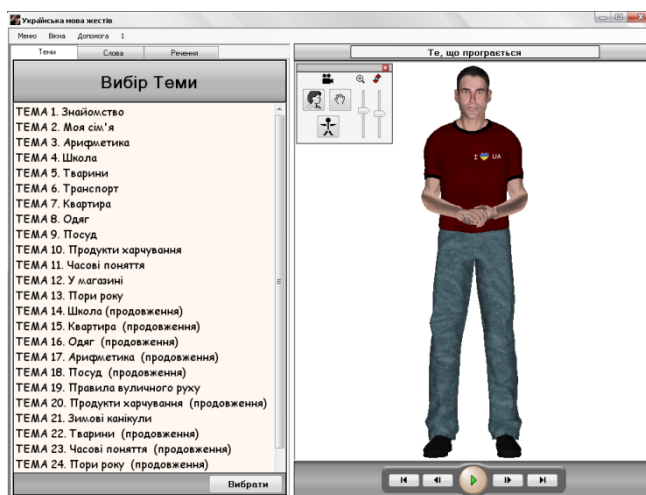 Українська мова жестів
Меню Вікна Допомога 1
Теми Слова Речення
Вибір Теми
ТЕМА 1. Знайомство
ТЕМА 2. Моя сім'я
ТЕМА 3. Арифметика
ТЕМА 4. Школа
ТЕМА 5. Тварини
ТЕМА 6. Транспорт
ТЕМА 7. Квартира
ТЕМА 8. Одяг
ТЕМА 9. Посуд
ТЕМА 10. Продукти харчування
ТЕМА 11. Часові поняття
ТЕМА 12. У магазині
ТЕМА 13. Пори року
ТЕМА 14. Школа (продовження)
ТЕМА 15. Квартира (продовження)
ТЕМА 16. Одяг (продовження)
ТЕМА 17. Арифметика (продовження)
ТЕМА 18. Посуд (продовження)
ТЕМА 19. Правила вуличного руху
ТЕМА 20. Продукти харчування (продовження)
ТЕМА 21. Зимові канікули
ТЕМА 22. Тварини (продовження)
ТЕМА 23. Часові поняття (продовження)
ТЕМА 24. Пори року (продовження)
Вибрати
Те, що програється
I UA